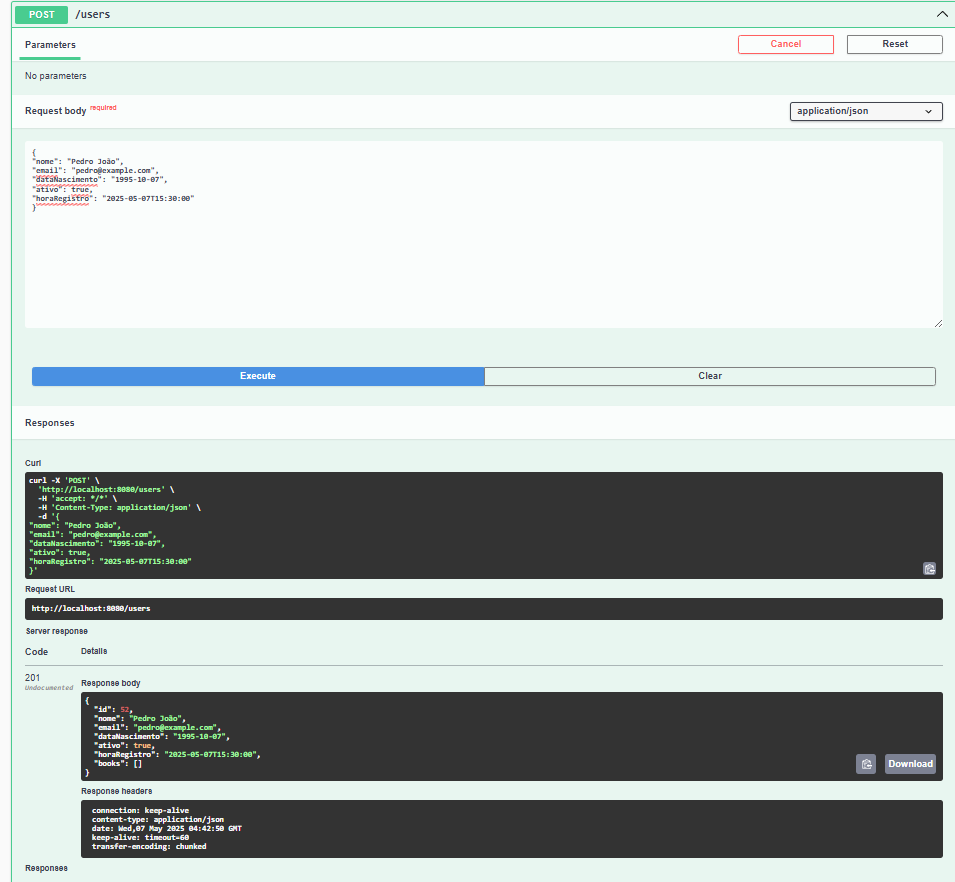 POST /users
Parameters
Cancel
Reset
No parameters
Request body required
application/json
{
"nome": "Pedro João",
"email": "pedro@example.com",
"dataNascimento": "1995-10-07",
"ativo": true,
"horaRegistro": "2025-05-07T15:30:00"
}
Execute
Clear
Responses
Curl
curl -X 'POST' \
'http://localhost:8080/users' \
-H 'accept: */*' \
-H 'Content-Type: application/json' \
-d '{
"nome": "Pedro João",
"email": "pedro@example.com",
"dataNascimento": "1995-10-07",
"ativo": true,
"horaRegistro": "2025-05-07T15:30:00"
}'
Request URL
http://localhost:8080/users
Server response
Code Details
201
Undocumented
Response body
{
"id": 52,
"nome": "Pedro João",
"email": "pedro@example.com",
"dataNascimento": "1995-10-07",
"ativo": true,
"horaRegistro": "2025-05-07T15:30:00",
"books": []
}
Download
Response headers
connection: keep-alive
content-type: application/json
date: Wed,07 May 2025 04:42:50 GMT
keep-alive: timeout=60
transfer-encoding: chunked
Responses